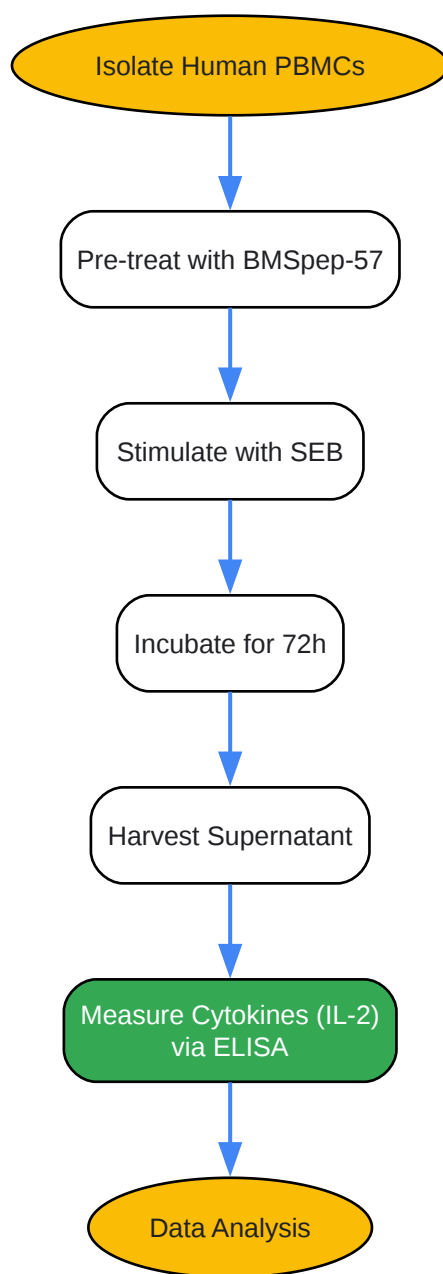 Isolate Human PBMCs
Pre-treat with BMSpep-57
Stimulate with SEB
Incubate for 72h
Harvest Supernatant
Measure Cytokines (IL-2)
via ELISA
Data Analysis